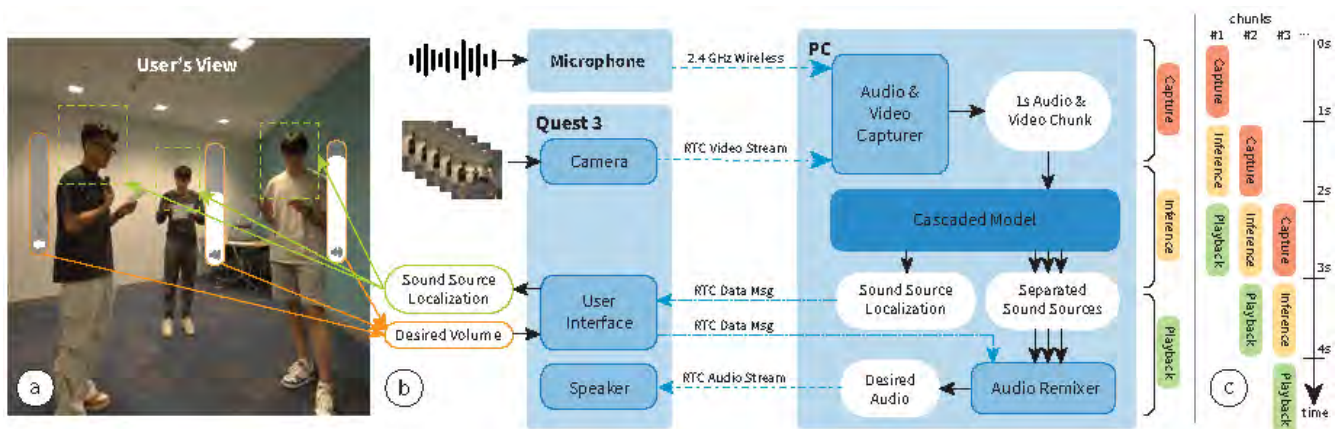 User's View
a
b
Microphone
2.4 GHz Wireless
PC
Audio &
Video
Capturer
1s Audio &
Video Chunk
Capture
Quest 3
Camera
RTC Video Stream
Cascaded Model
Inference
Sound Source
Localization
User
Interface
RTC Data Msg
Sound Source
Localization
Separated
Sound Sources
Desired Volume
RTC Data Msg
Playback
Speaker
RTC Audio Stream
Desired
Audio
Audio Remixer
chunks
#1 #2 #3 ...
0s
Capture
1s
Inference
Capture
2s
Playback
Inference
Capture
3s
Playback
Inference
4s
Playback
c
time